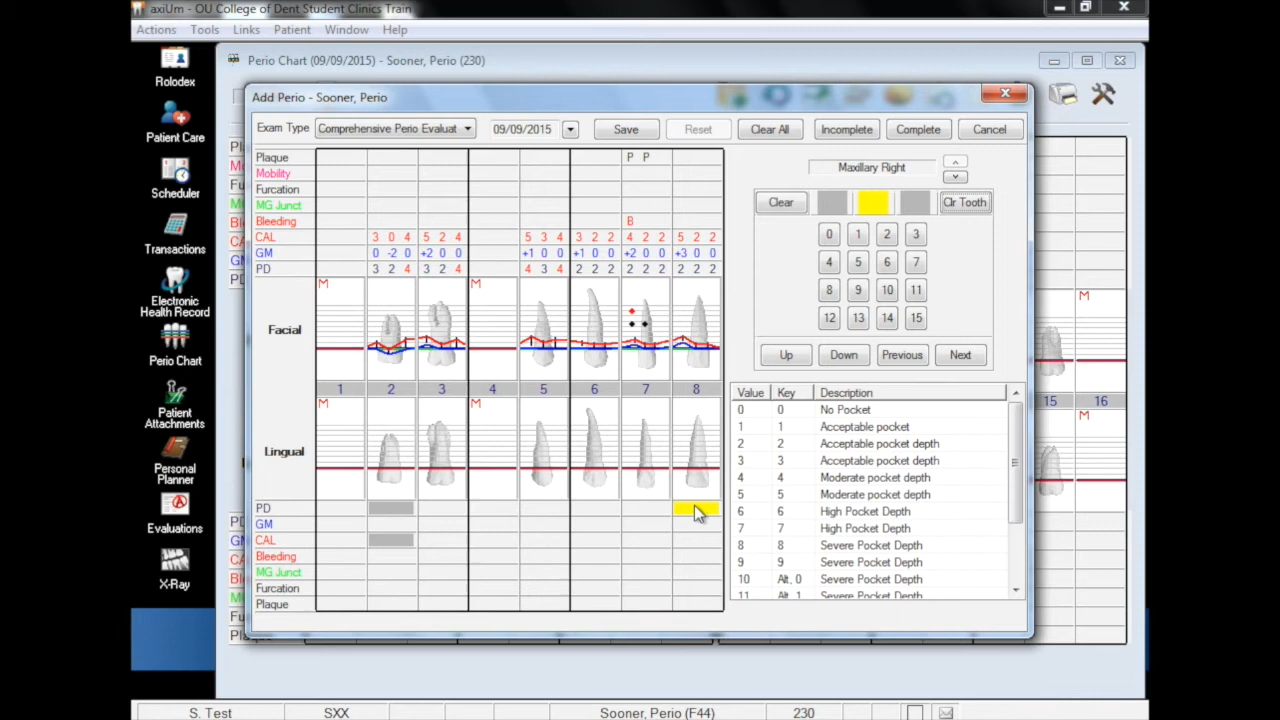 axiUm - OU College of Dent Student Clinics Train
Actions Tools Links Patient Window Help
Rolodex
Patient Care
Scheduler
Transactions
Electronic
Health Record
Perio Chart
Patient
Attachments
Personal
Planner
Evaluations
X-Ray
Perio Chart (09/09/2015) - Sooner, Perio (230)
Add Perio - Sooner, Perio
Exam Type Comprehensive Perio Evaluat 09/09/2015 Save Reset Clear All Incomplete Complete Cancel
Plaque P P
Mobility
Furcation
MG Junct
Bleeding B
CAL 3 0 4 5 2 4 5 3 4 3 2 2 4 2 2 5 2 2
GM 0 -2 0 +2 0 0 +1 0 0 +1 0 0 +2 0 0 +3 0 0
PD 3 2 4 3 2 4 4 3 4 2 2 2 2 2 2 2 2 2
M M
Facial
1 2 3 4 5 6 7 8
M M
Lingual
PD
GM
CAL
Bleeding
MG Junct
Furcation
Plaque
Maxillary Right
Clear Clr Tooth
0 1 2 3
4 5 6 7
8 9 10 11
12 13 14 15
Up Down Previous Next
Value Key Description
0 0 No Pocket
1 1 Acceptable pocket
2 2 Acceptable pocket depth
3 3 Acceptable pocket depth
4 4 Moderate pocket depth
5 5 Moderate pocket depth
6 6 High Pocket Depth
7 7 High Pocket Depth
8 8 Severe Pocket Depth
9 9 Severe Pocket Depth
10 Alt, 0 Severe Pocket Depth
11 Alt, 1 Severe Pocket Depth
M
15 16
M
S. Test SXX Sooner, Perio (F44) 230